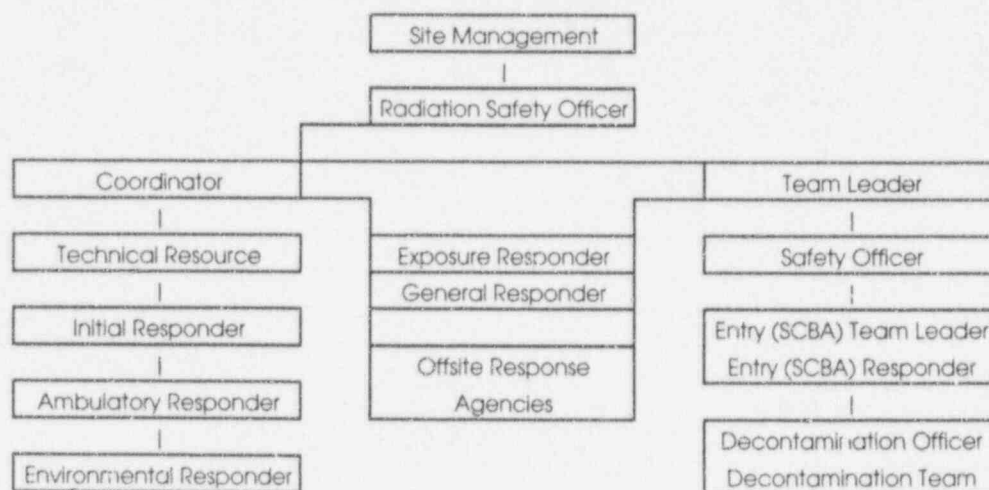 Site Management
Radiation Safety Officer
Coordinator
Team Leader
Technical Resource
Exposure Responder
Safety Officer
General Responder
Initial Responder
Entry (SCBA) Team Leader
Entry (SCBA) Responder
Offsite Response
Agencies
Ambulatory Responder
Decontamination Officer
Decontamination Team
Environmental Responder